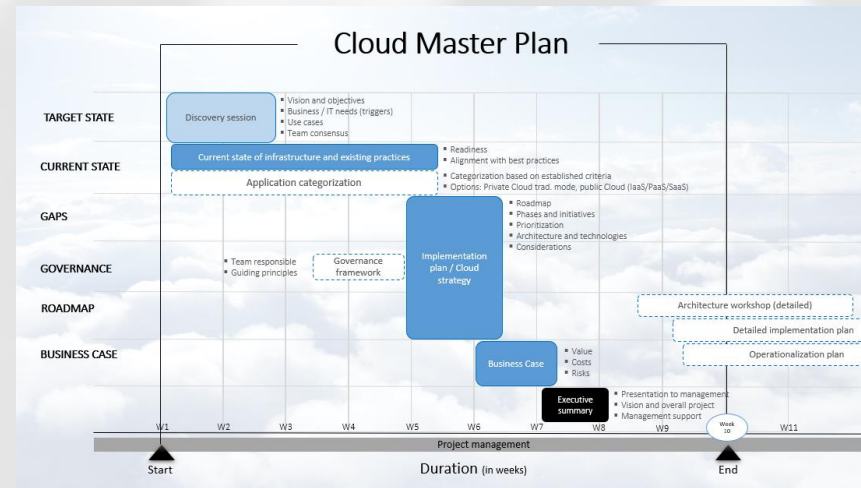 Cloud Master Plan
TARGET STATE
Discovery session
▪ Vision and objectives
▪ Business / IT needs (triggers)
▪ Use cases
▪ Team consensus
CURRENT STATE
Current state of infrastructure and existing practices
▪ Readiness
▪ Alignment with best practices
Application categorization
▪ Categorization based on established criteria
▪ Options: Private Cloud trad. mode, public Cloud (IaaS/PaaS/SaaS)
GAPS
▪ Roadmap
▪ Phases and initiatives
▪ Prioritization
▪ Architecture and technologies
▪ Considerations
Implementation
plan / Cloud
strategy
GOVERNANCE
▪ Team responsible
▪ Guiding principles
Governance
framework
ROADMAP
Architecture workshop (detailed)
Detailed implementation plan
Operationalization plan
BUSINESS CASE
Business Case
▪ Value
▪ Costs
▪ Risks
Executive
summary
▪ Presentation to management
▪ Vision and overall project
▪ Management support
W1 W2 W3 W4 W5 W6 W7 W8 W9 Week 10 W11
Project management
Start
Duration (in weeks)
End